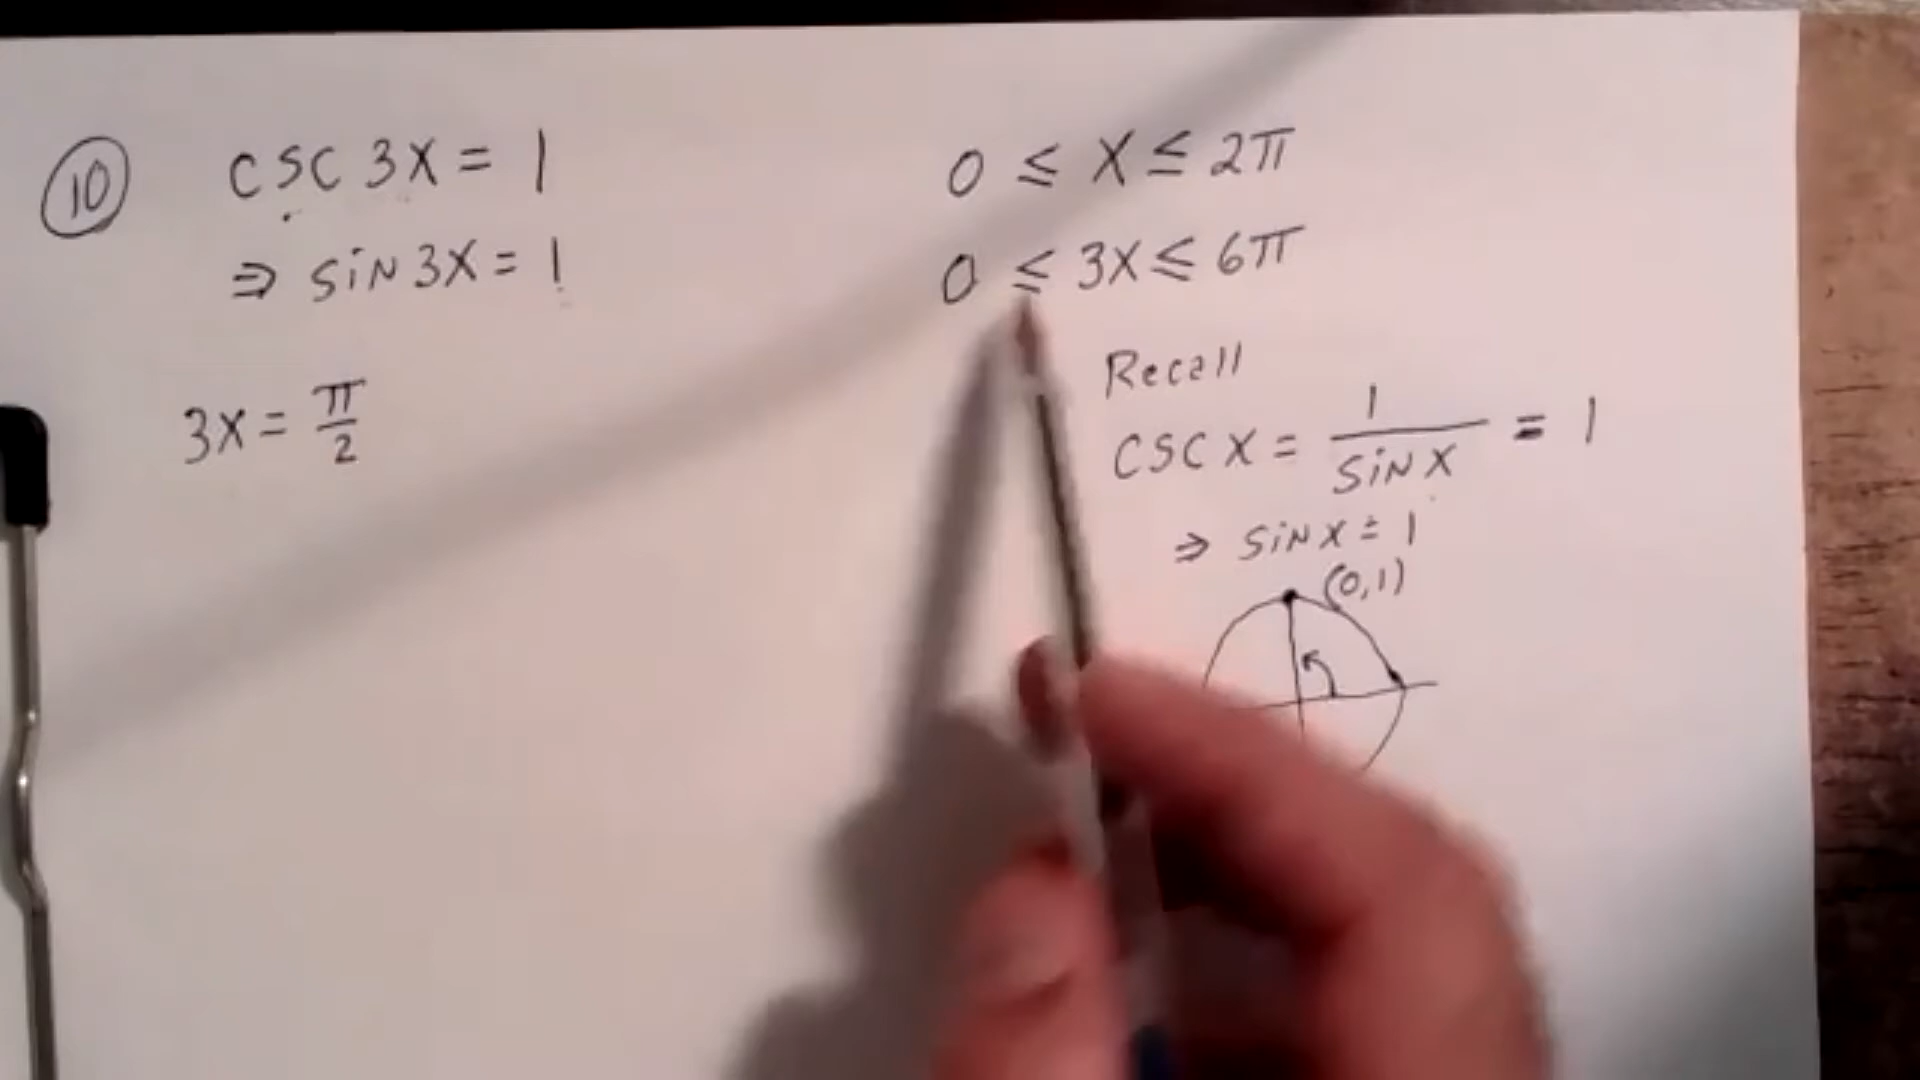 10 csc 3x = 1
⇒ sin 3x = 1
3x = π/2
0 ≤ x ≤ 2π
0 ≤ 3x ≤ 6π
Recall
csc x = 1/sin x = 1
⇒ sin x = 1
(0,1)